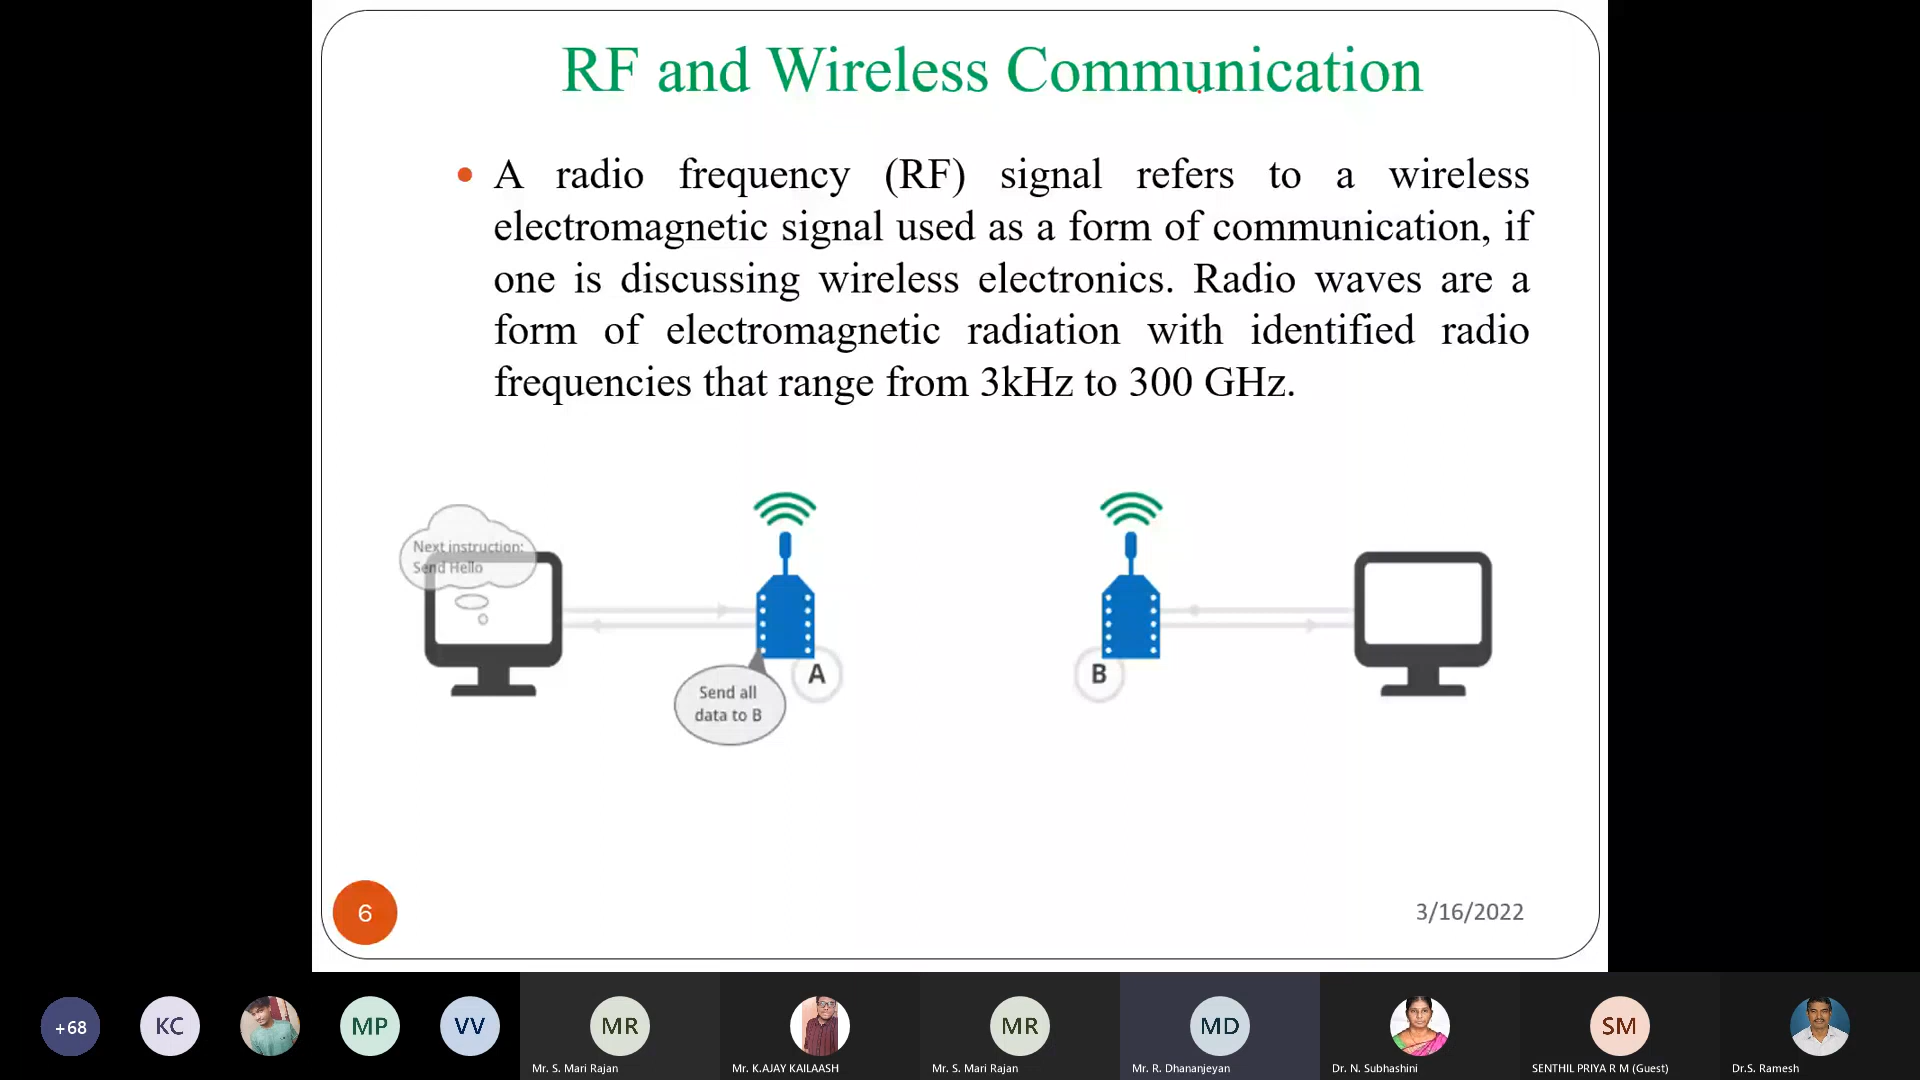 RF and Wireless Communication
A radio frequency (RF) signal refers to a wireless
electromagnetic signal used as a form of communication, if
one is discussing wireless electronics. Radio waves are a
form of electromagnetic radiation with identified radio
frequencies that range from 3kHz to 300 GHz.
Next instruction:
Send Hello
Send all
data to B
A
B
6
3/16/2022
+68
KC
MP
VV
MR
MR
MD
SM
Mr. S. Mari Rajan
Mr. K.AJAY KAILAASH
Mr. S. Mari Rajan
Mr. R. Dhananjeyan
Dr. N. Subhashini
SENTHIL PRIYA R M (Guest)
Dr.S. Ramesh